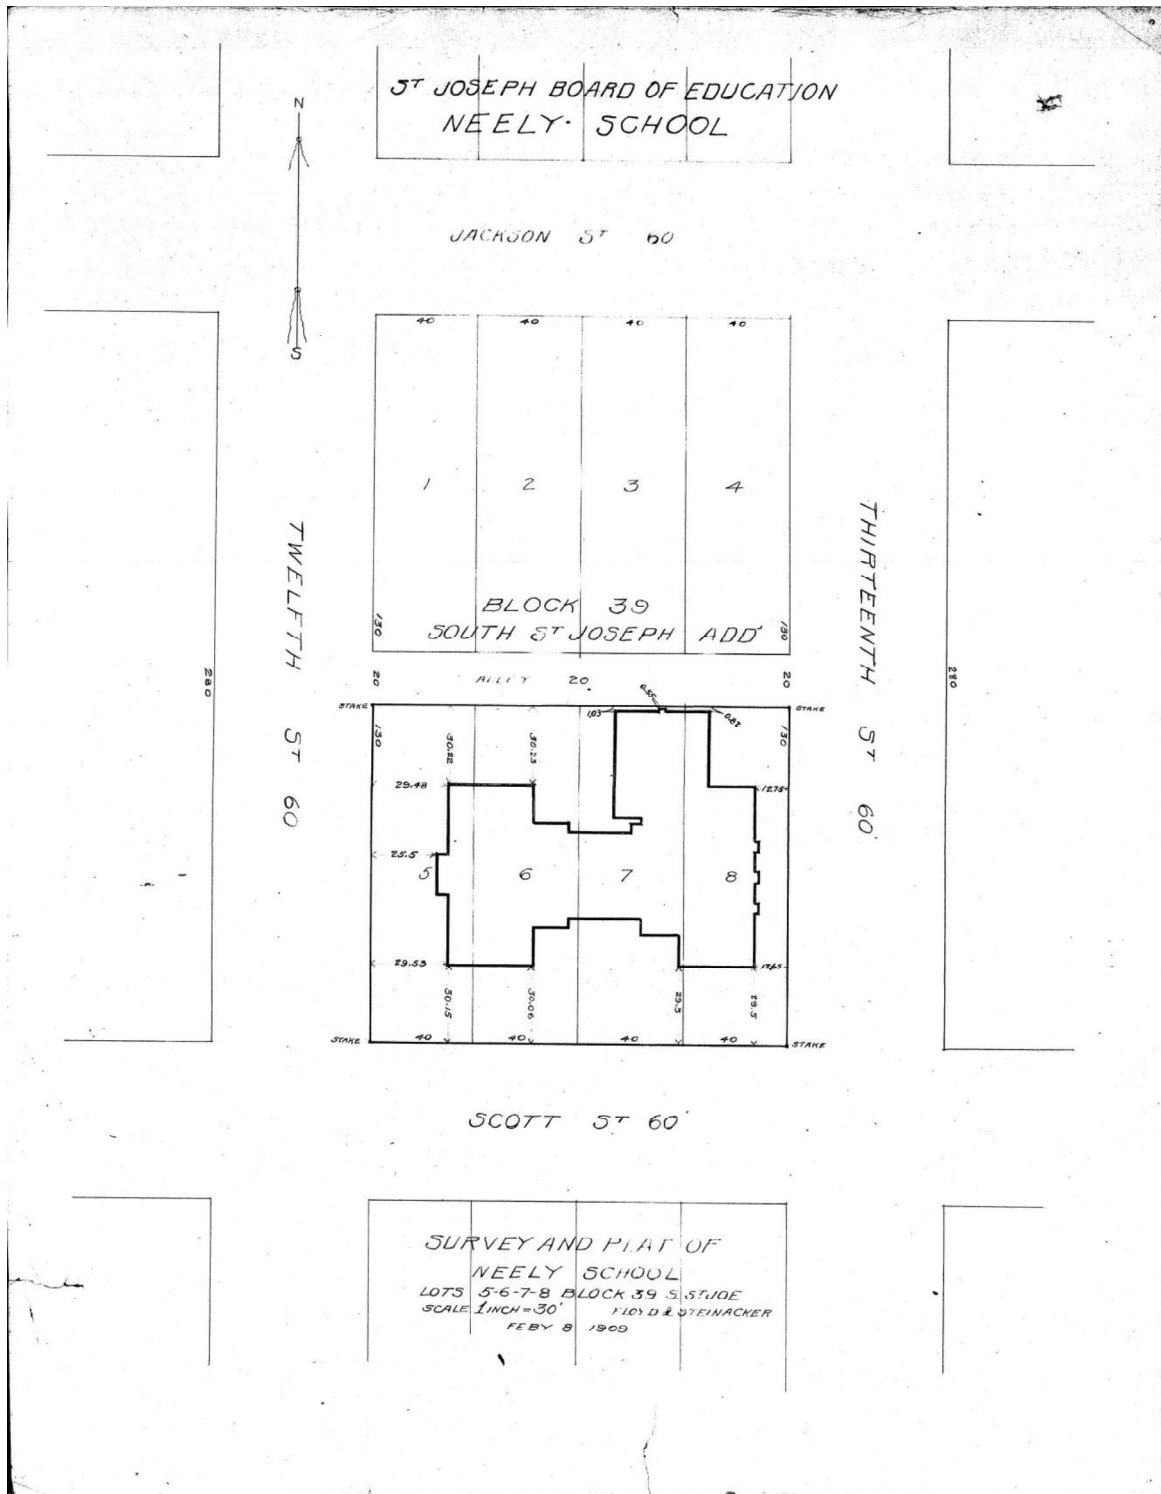 ST JOSEPH BOARD OF EDUCATION
NEELY. SCHOOL
N
S
JACKSON ST 60
40 40 40 40
1 2 3 4
TWELFTH ST 60
THIRTEENTH ST 60
BLOCK 39
SOUTH ST JOSEPH ADD'
130 130
280 280
20 ALLEY 20 20
STAKE STAKE
1.03 0.55 0.87
130 130
30.22 30.23
29.48 12.75
25.5
5 6 7 8
29.53
30.15 30.06 29.3 29.5
40 40 40 40
STAKE STAKE
SCOTT ST 60'
SURVEY AND PLAT OF
NEELY SCHOOL
LOTS 5-6-7-8 BLOCK 39 S. ST JOE
SCALE 1 INCH = 30' FLOYD & STEINACKER
FEBY 8 1909